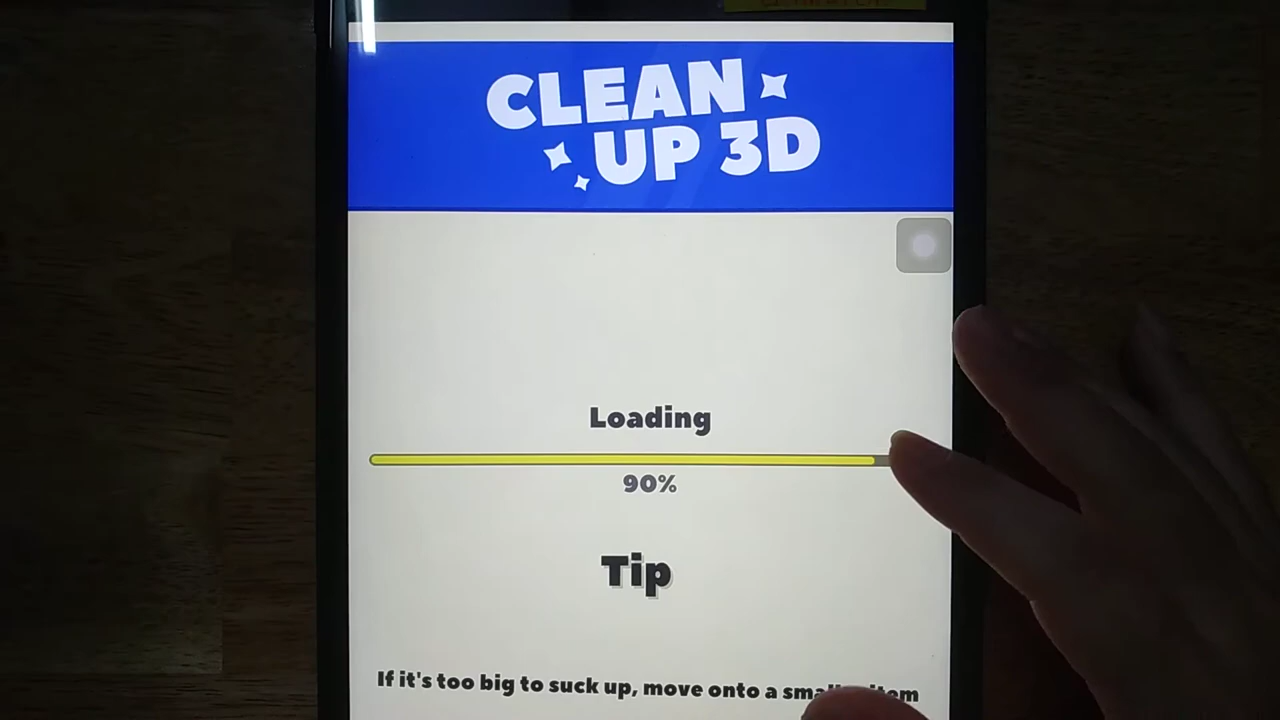 CLEAN
UP 3D
Loading
90%
Tip
If it's too big to suck up, move onto a